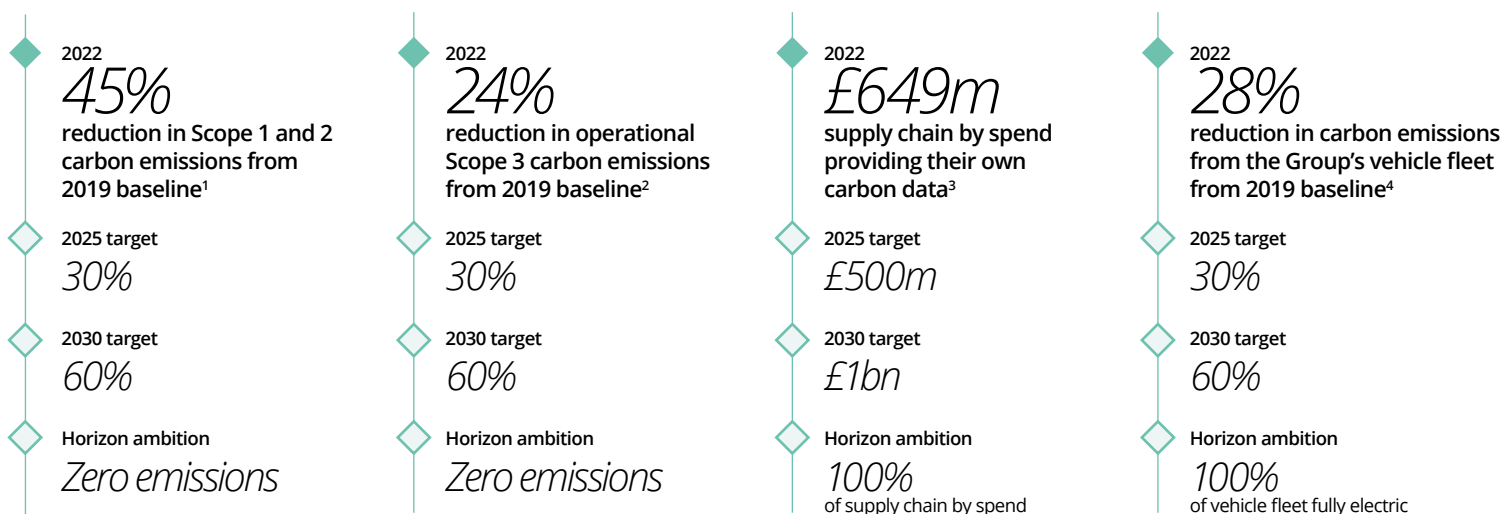 2022
45%
reduction in Scope 1 and 2
carbon emissions from
2019 baseline¹
2025 target
30%
2030 target
60%
Horizon ambition
Zero emissions
2022
24%
reduction in operational
Scope 3 carbon emissions
from 2019 baseline²
2025 target
30%
2030 target
60%
Horizon ambition
Zero emissions
2022
£649m
supply chain by spend
providing their own
carbon data³
2025 target
£500m
2030 target
£1bn
Horizon ambition
100%
of supply chain by spend
2022
28%
reduction in carbon emissions
from the Group’s vehicle fleet
from 2019 baseline⁴
2025 target
30%
2030 target
60%
Horizon ambition
100%
of vehicle fleet fully electric